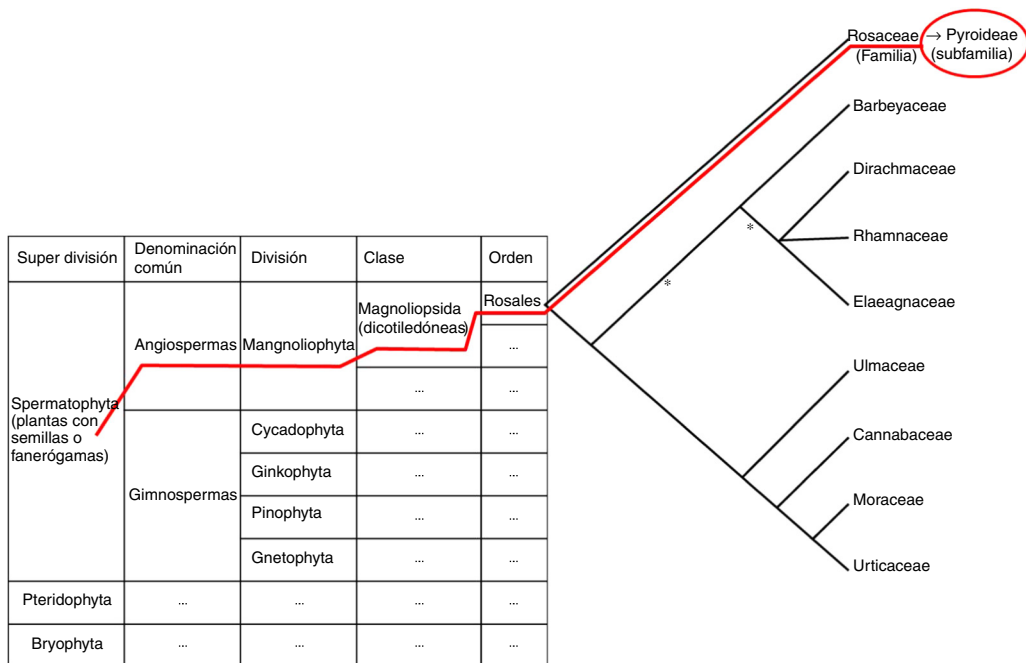 Rosaceae → Pyroideae
(Familia) (subfamilia)
Barbeyaceae
Dirachmaceae
*
Rhamnaceae
*
Elaeagnaceae
Ulmaceae
Cannabaceae
Moraceae
Urticaceae
Super división
Denominación
común
División
Clase
Orden
Spermatophyta
(plantas con
semillas o
fanerógamas)
Angiospermas
Mangnoliophyta
Magnoliopsida
(dicotiledóneas)
Rosales
...
... ...
Gimnospermas
Cycadophyta ... ...
Ginkophyta ... ...
Pinophyta ... ...
Gnetophyta ... ...
Pteridophyta ... ... ... ...
Bryophyta ... ... ... ...